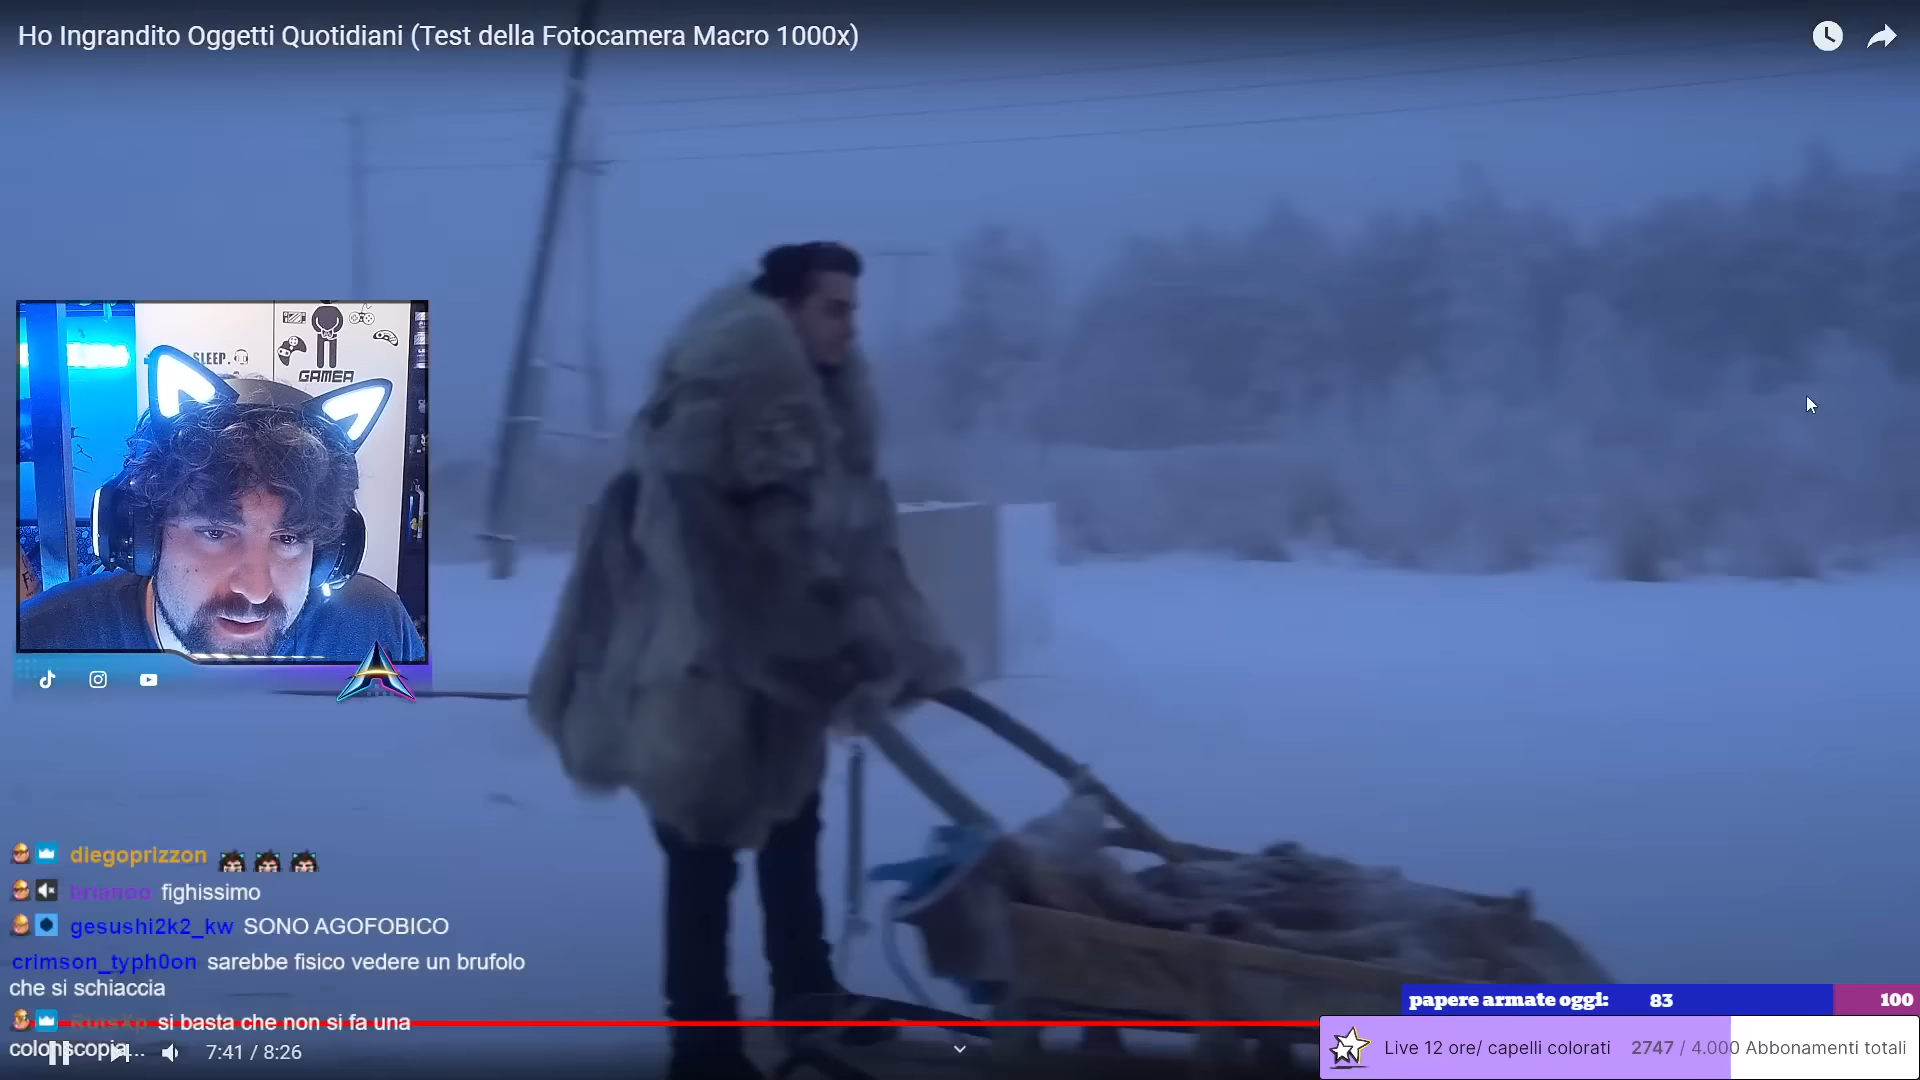 Ho Ingrandito Oggetti Quotidiani (Test della Fotocamera Macro 1000x)
SLEEP.
GAMER
diegoprizzon
brianoo fighissimo
gesushi2k2_kw SONO AGOFOBICO
crimson_typh0on sarebbe fisico vedere un brufolo
che si schiaccia
si basta che non si fa una
colonscopia...
7:41 / 8:26
papere armate oggi: 83 100
Live 12 ore/ capelli colorati 2747 / 4.000 Abbonamenti totali